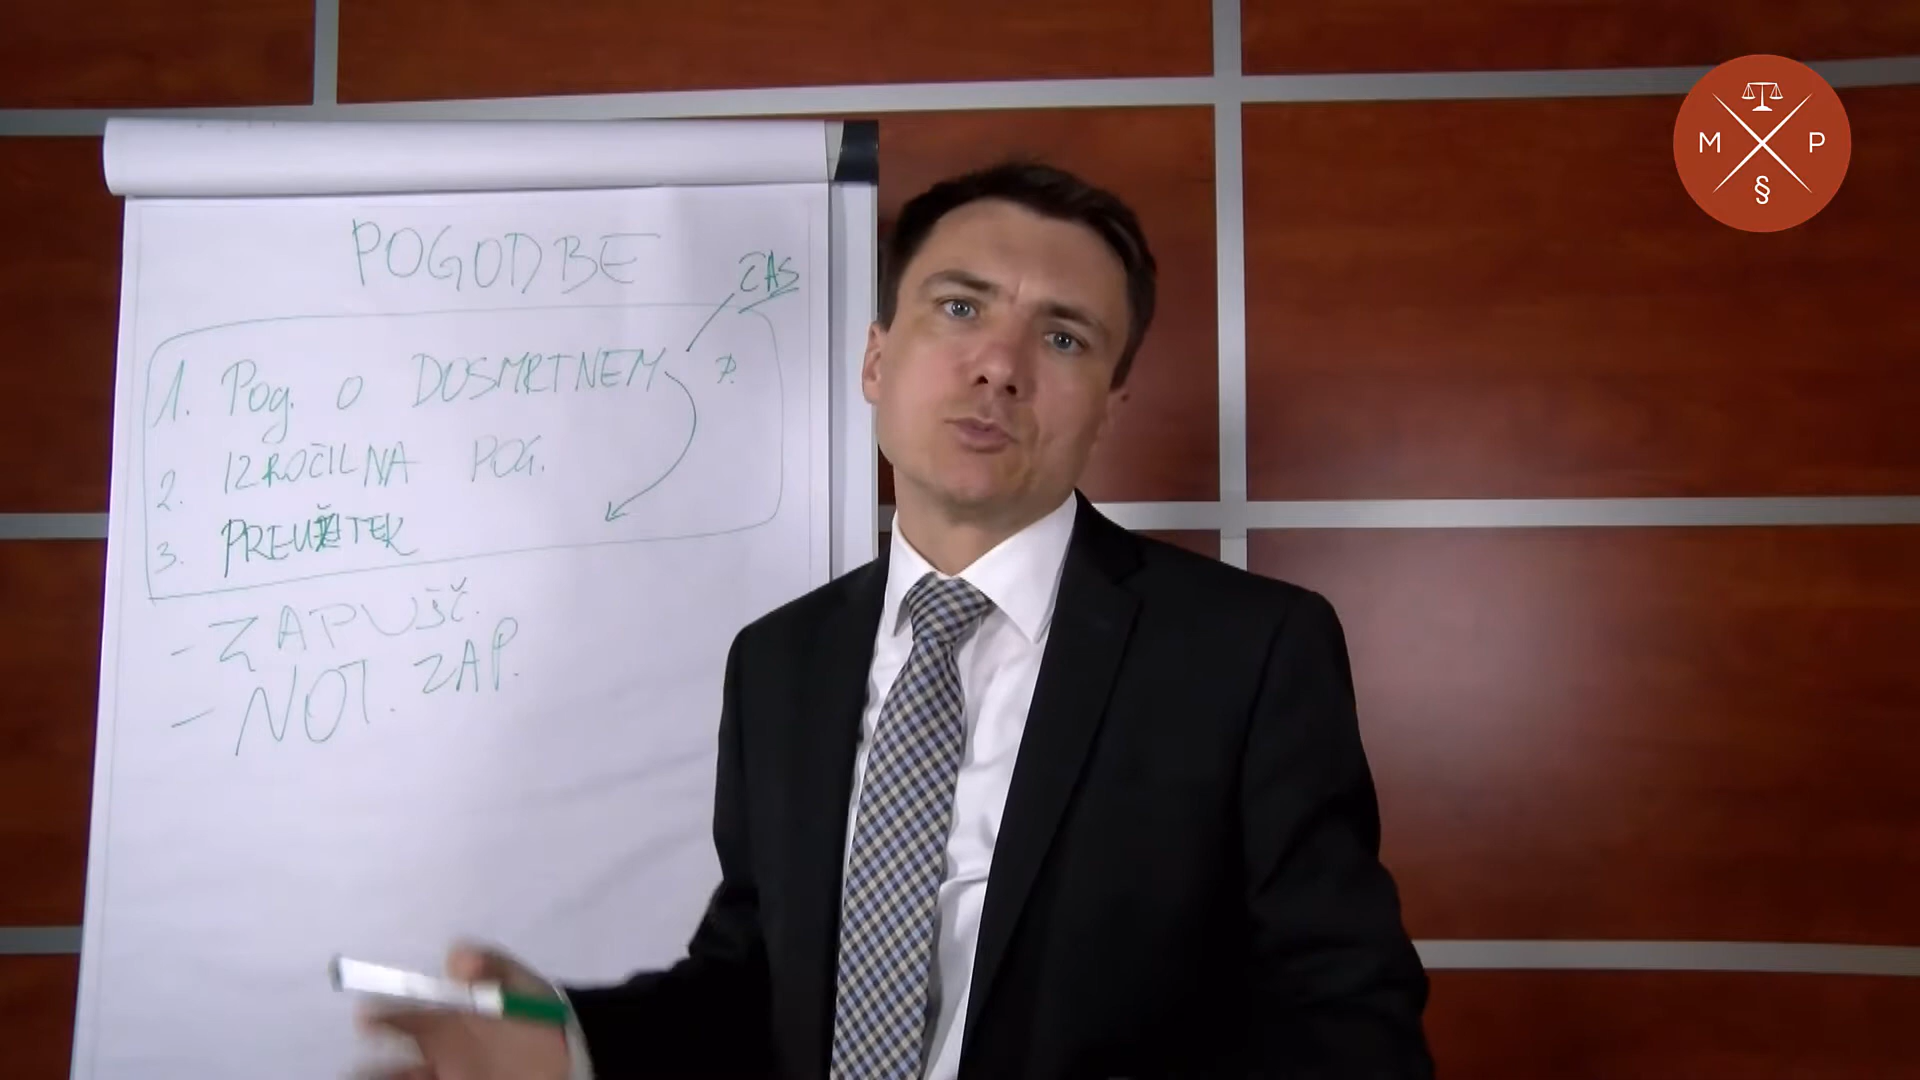 POGODBE
ČAS
1. Pog. O DOSMRTNEM P.
2. IZROČILNA POG.
3. PREUŽITEK
- ZAPUŠČ.
- NOT. ZAP.
M P
§